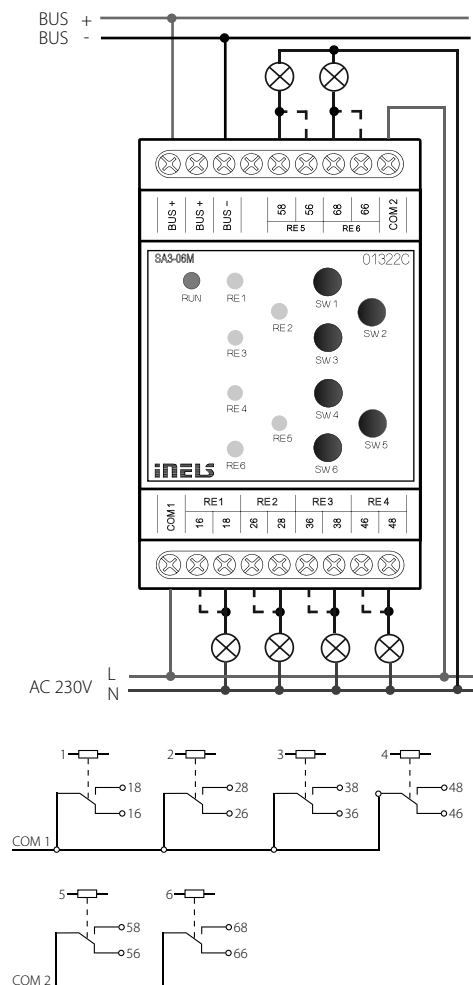 BUS +
BUS -
BUS + BUS + BUS - 58 56 68 66 COM 2
RE 5 RE 6
SA3-06M 01322C
RUN RE 1 SW 1
RE 2 SW 2
RE 3 SW 3
RE 4 SW 4
RE5 SW 5
RE6 SW 6
iNELS
COM 1 RE 1 RE 2 RE 3 RE 4
16 18 26 28 36 38 46 48
L
AC 230V N
1 2 3 4
18 28 38 48
16 26 36 46
COM 1
5 6
58 68
56 66
COM 2